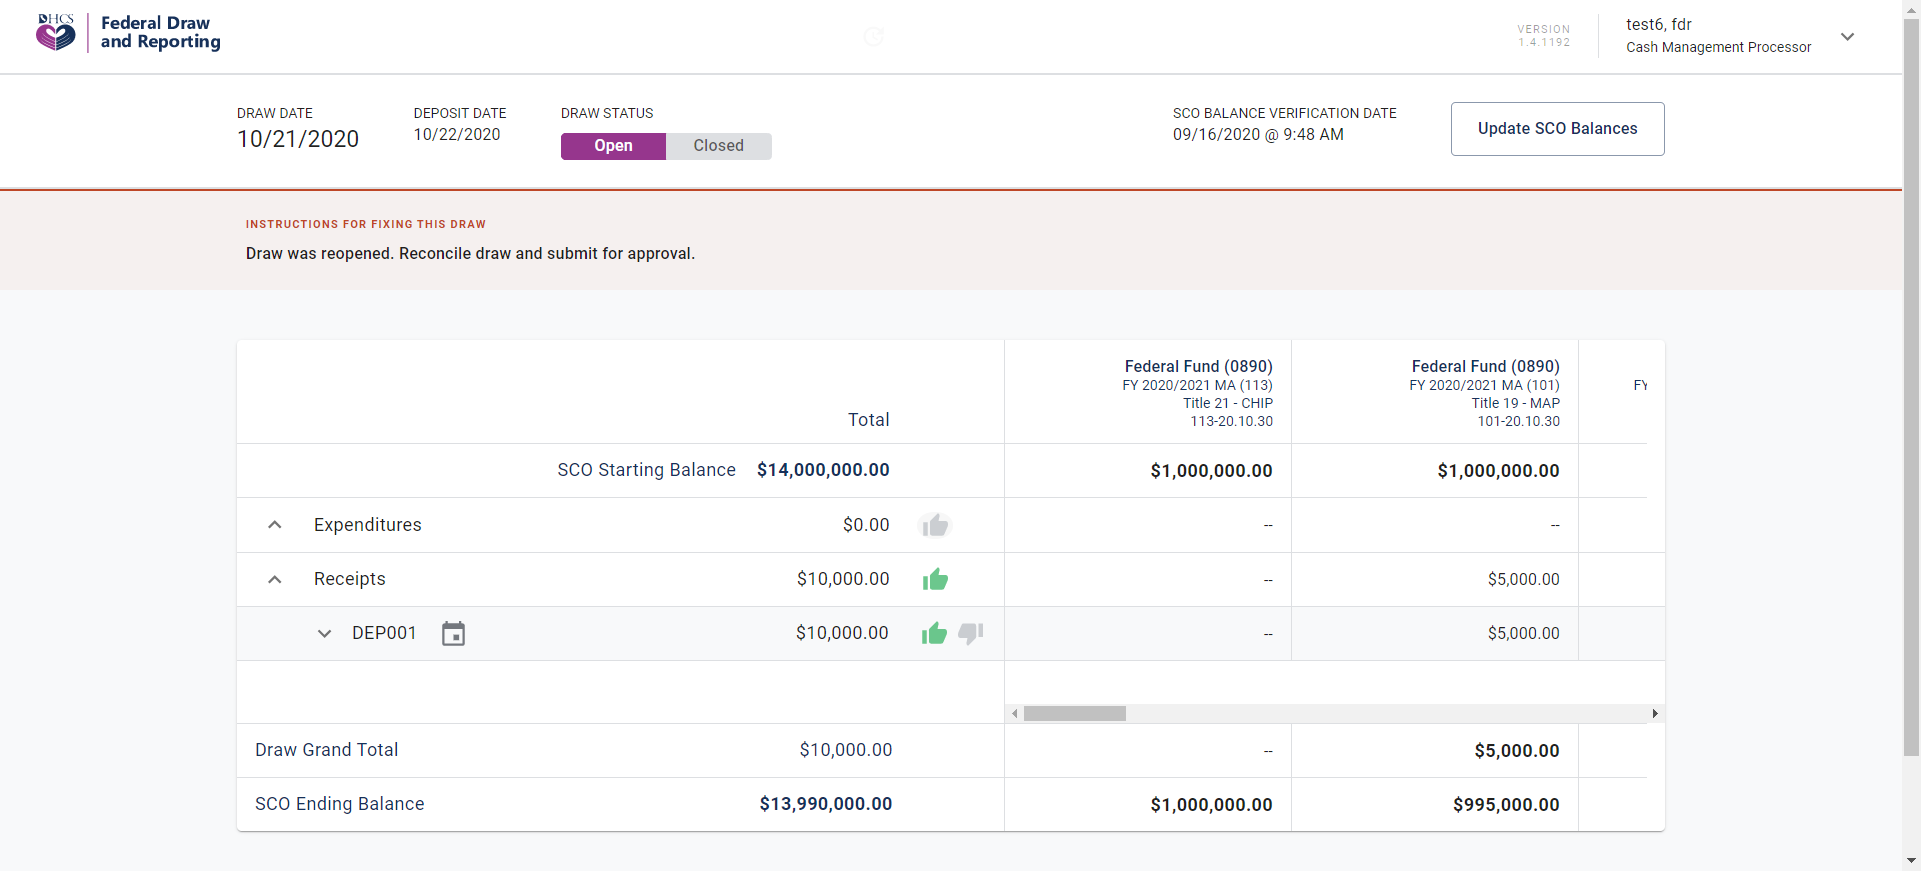 DHCS
Federal Draw
and Reporting
VERSION
1.4.1192
test6, fdr
Cash Management Processor
DRAW DATE
10/21/2020
DEPOSIT DATE
10/22/2020
DRAW STATUS
Open Closed
SCO BALANCE VERIFICATION DATE
09/16/2020 @ 9:48 AM
Update SCO Balances
INSTRUCTIONS FOR FIXING THIS DRAW
Draw was reopened. Reconcile draw and submit for approval.
Total
Federal Fund (0890)
FY 2020/2021 MA (113)
Title 21 - CHIP
113-20.10.30
Federal Fund (0890)
FY 2020/2021 MA (101)
Title 19 - MAP
101-20.10.30
FY
SCO Starting Balance $14,000,000.00 $1,000,000.00 $1,000,000.00
Expenditures $0.00 -- --
Receipts $10,000.00 -- $5,000.00
DEP001 $10,000.00 -- $5,000.00
Draw Grand Total $10,000.00 -- $5,000.00
SCO Ending Balance $13,990,000.00 $1,000,000.00 $995,000.00